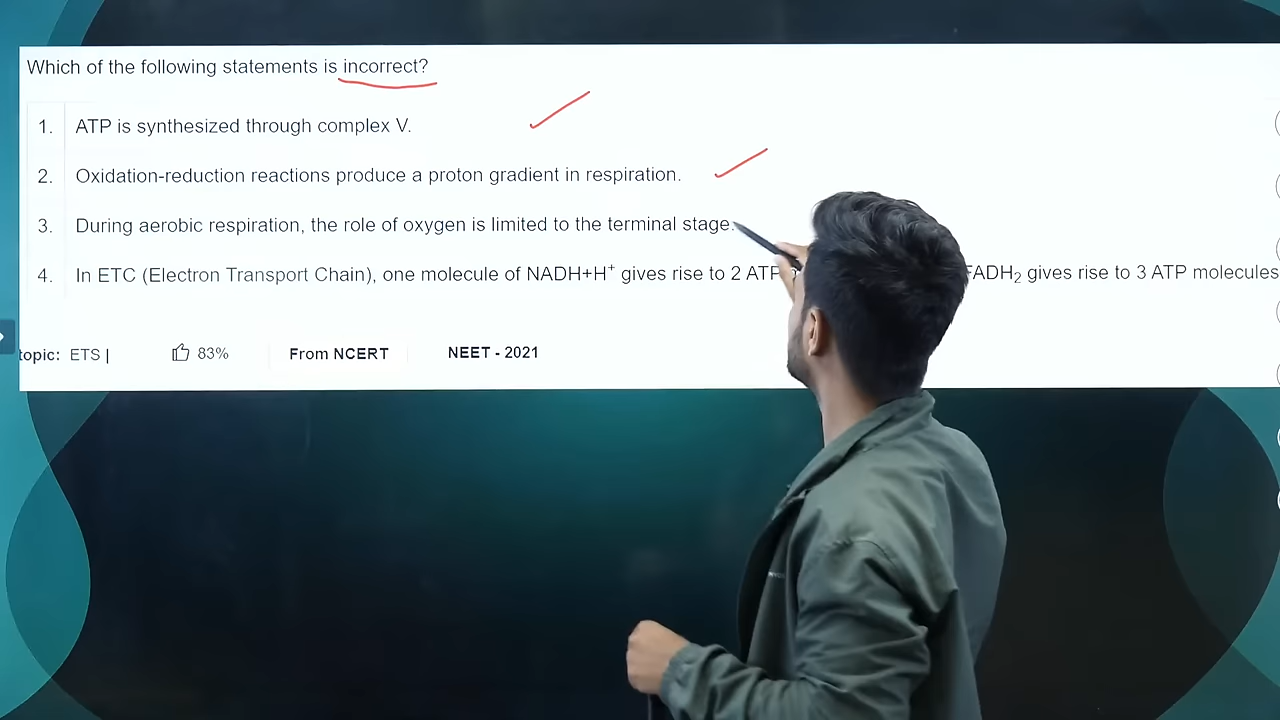 Which of the following statements is incorrect?
1. ATP is synthesized through complex V.
2. Oxidation-reduction reactions produce a proton gradient in respiration.
3. During aerobic respiration, the role of oxygen is limited to the terminal stage.
4. In ETC (Electron Transport Chain), one molecule of NADH+H⁺ gives rise to 2 ATP FADH₂ gives rise to 3 ATP molecules
topic: ETS | 83% From NCERT NEET - 2021